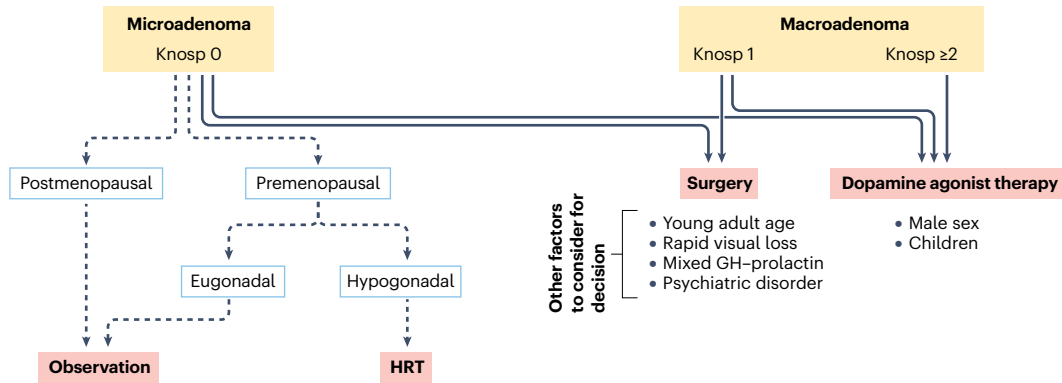 Microadenoma
Knosp 0
Macroadenoma
Knosp 1
Knosp ≥2
Postmenopausal
Premenopausal
Surgery
Dopamine agonist therapy
Other factors
to consider for
decision
• Young adult age
• Rapid visual loss
• Mixed GH–prolactin
• Psychiatric disorder
• Male sex
• Children
Eugonadal
Hypogonadal
Observation
HRT